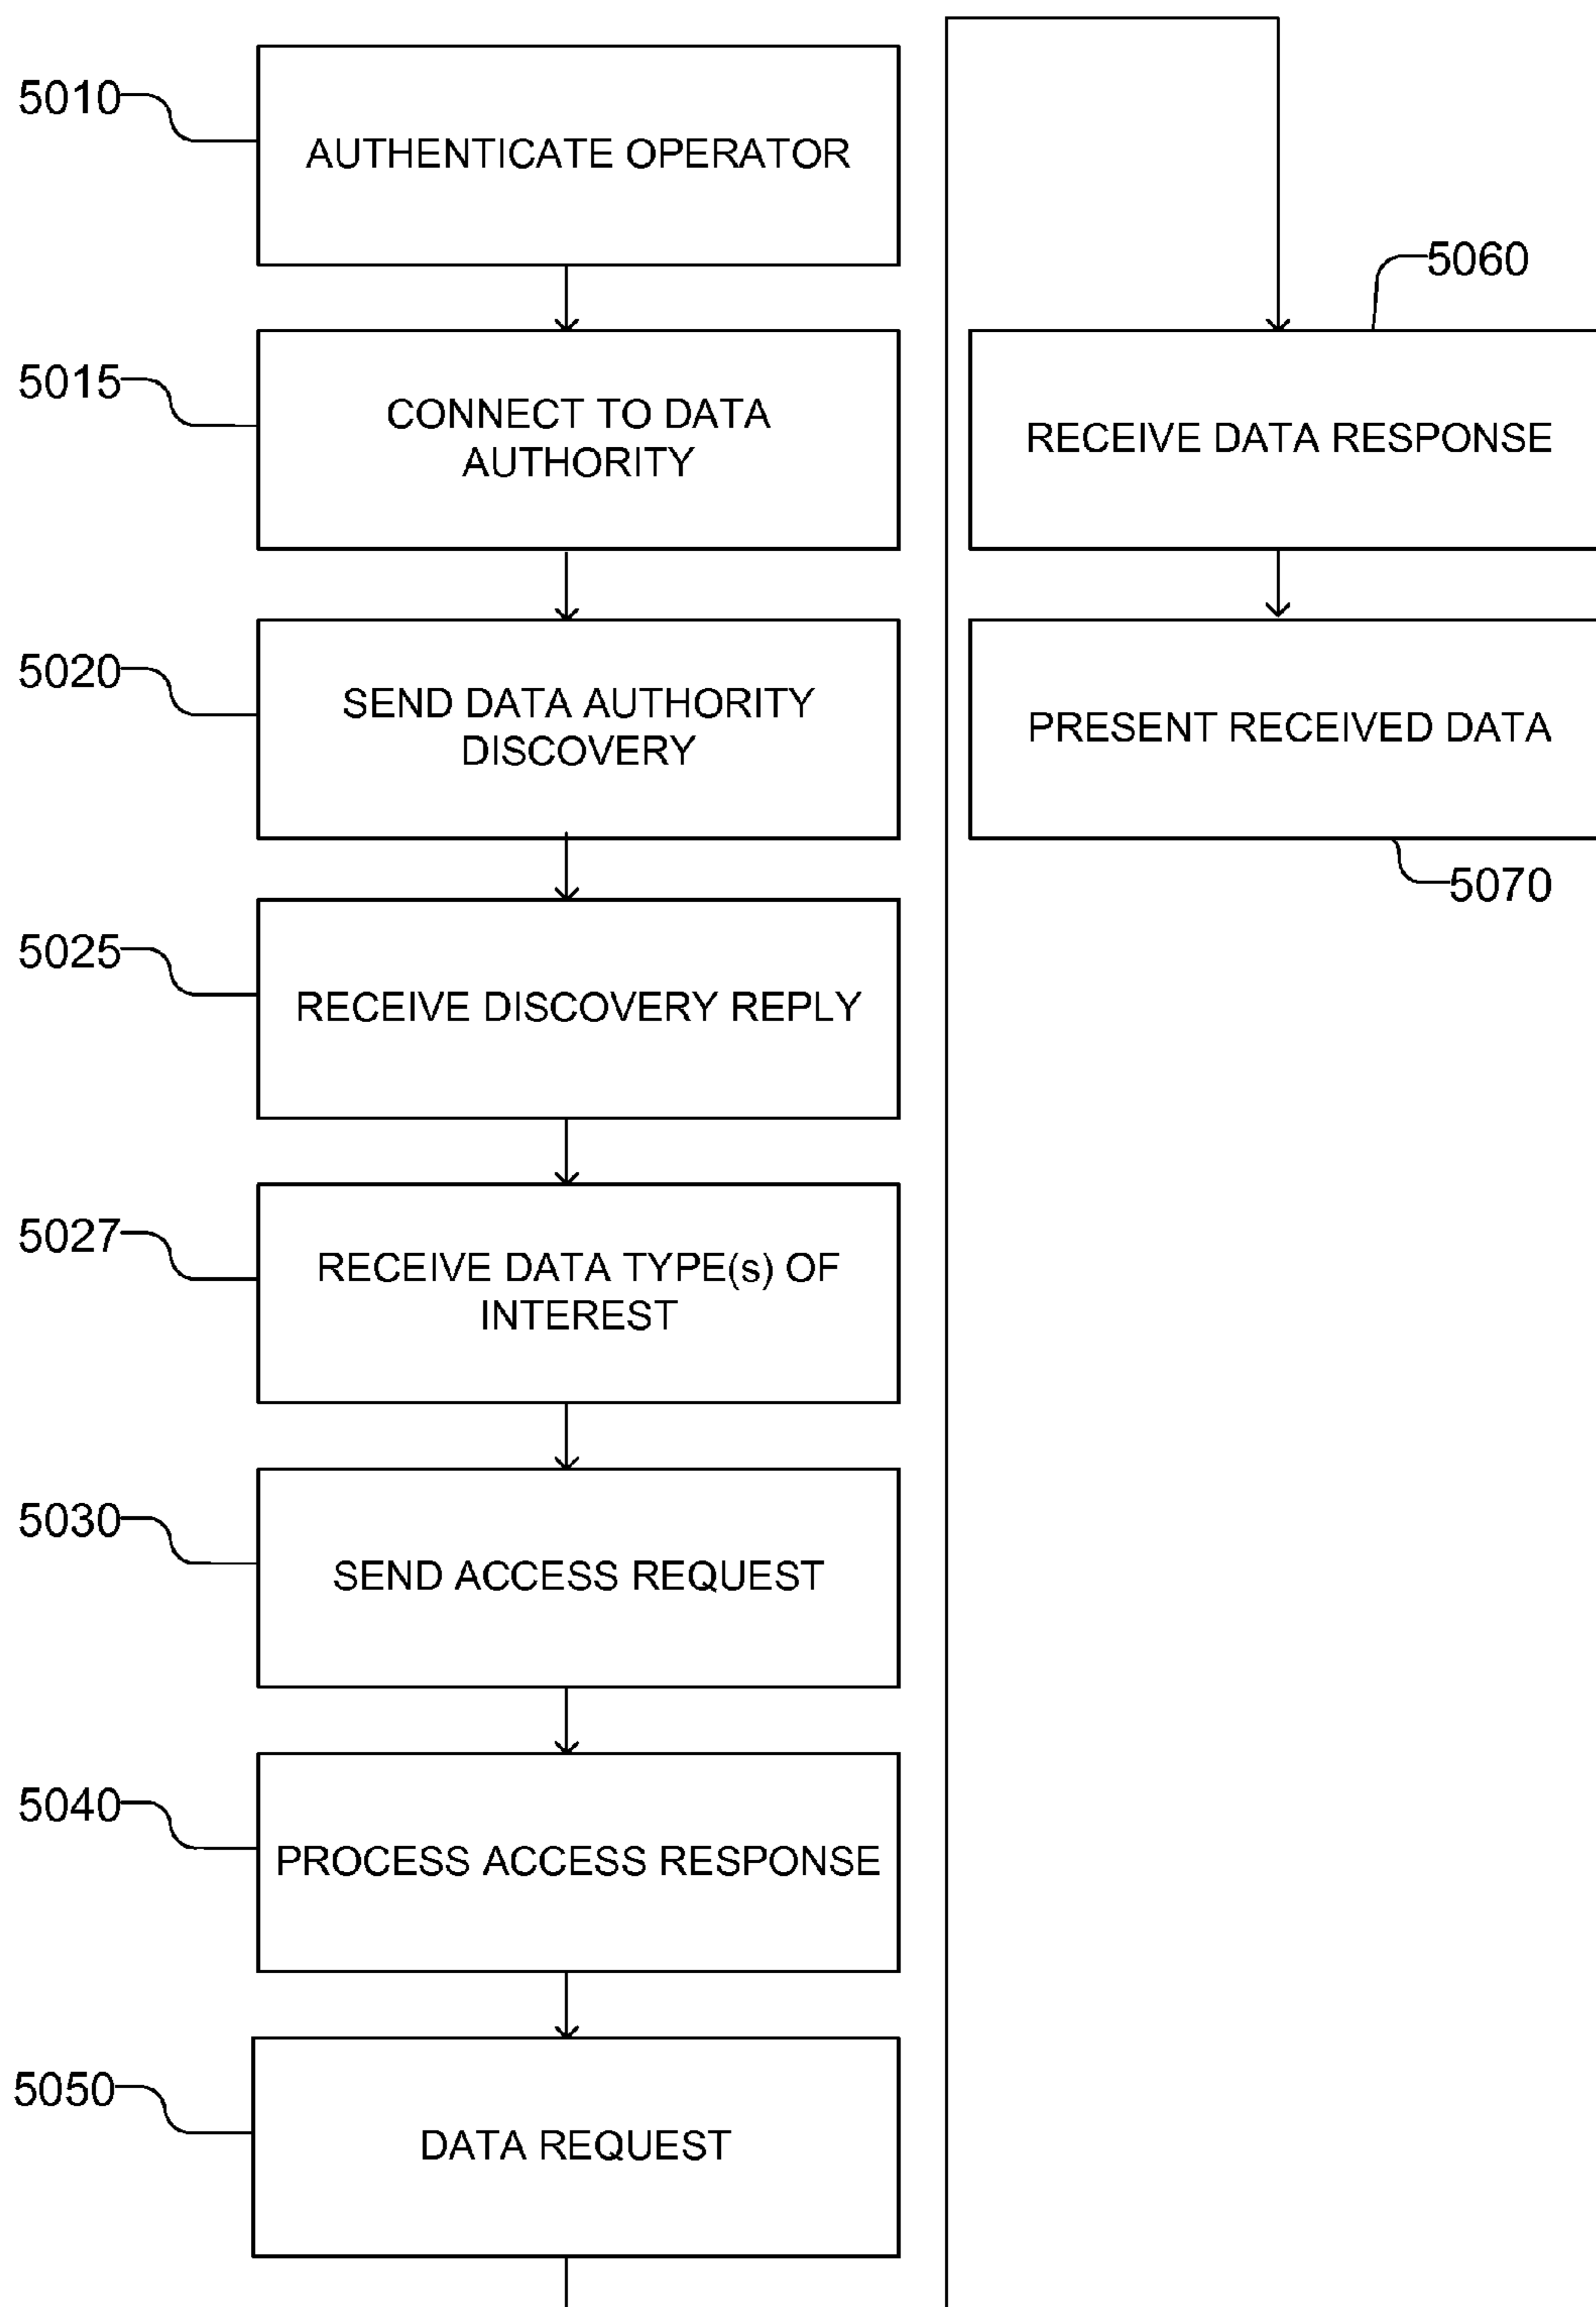 5010
AUTHENTICATE OPERATOR
5015
CONNECT TO DATA
AUTHORITY
5020
SEND DATA AUTHORITY
DISCOVERY
5025
RECEIVE DISCOVERY REPLY
5027
RECEIVE DATA TYPE(s) OF
INTEREST
5030
SEND ACCESS REQUEST
5040
PROCESS ACCESS RESPONSE
5050
DATA REQUEST
5060
RECEIVE DATA RESPONSE
PRESENT RECEIVED DATA
5070